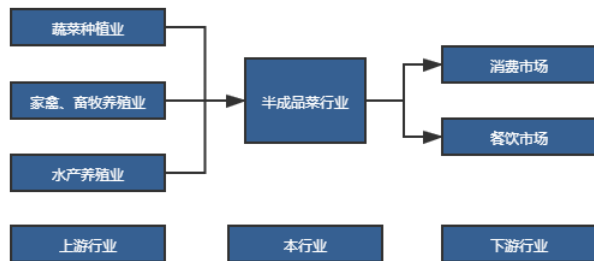 蔬菜种植业
家禽、畜牧养殖业
水产养殖业
半成品菜行业
消费市场
餐饮市场
上游行业
本行业
下游行业